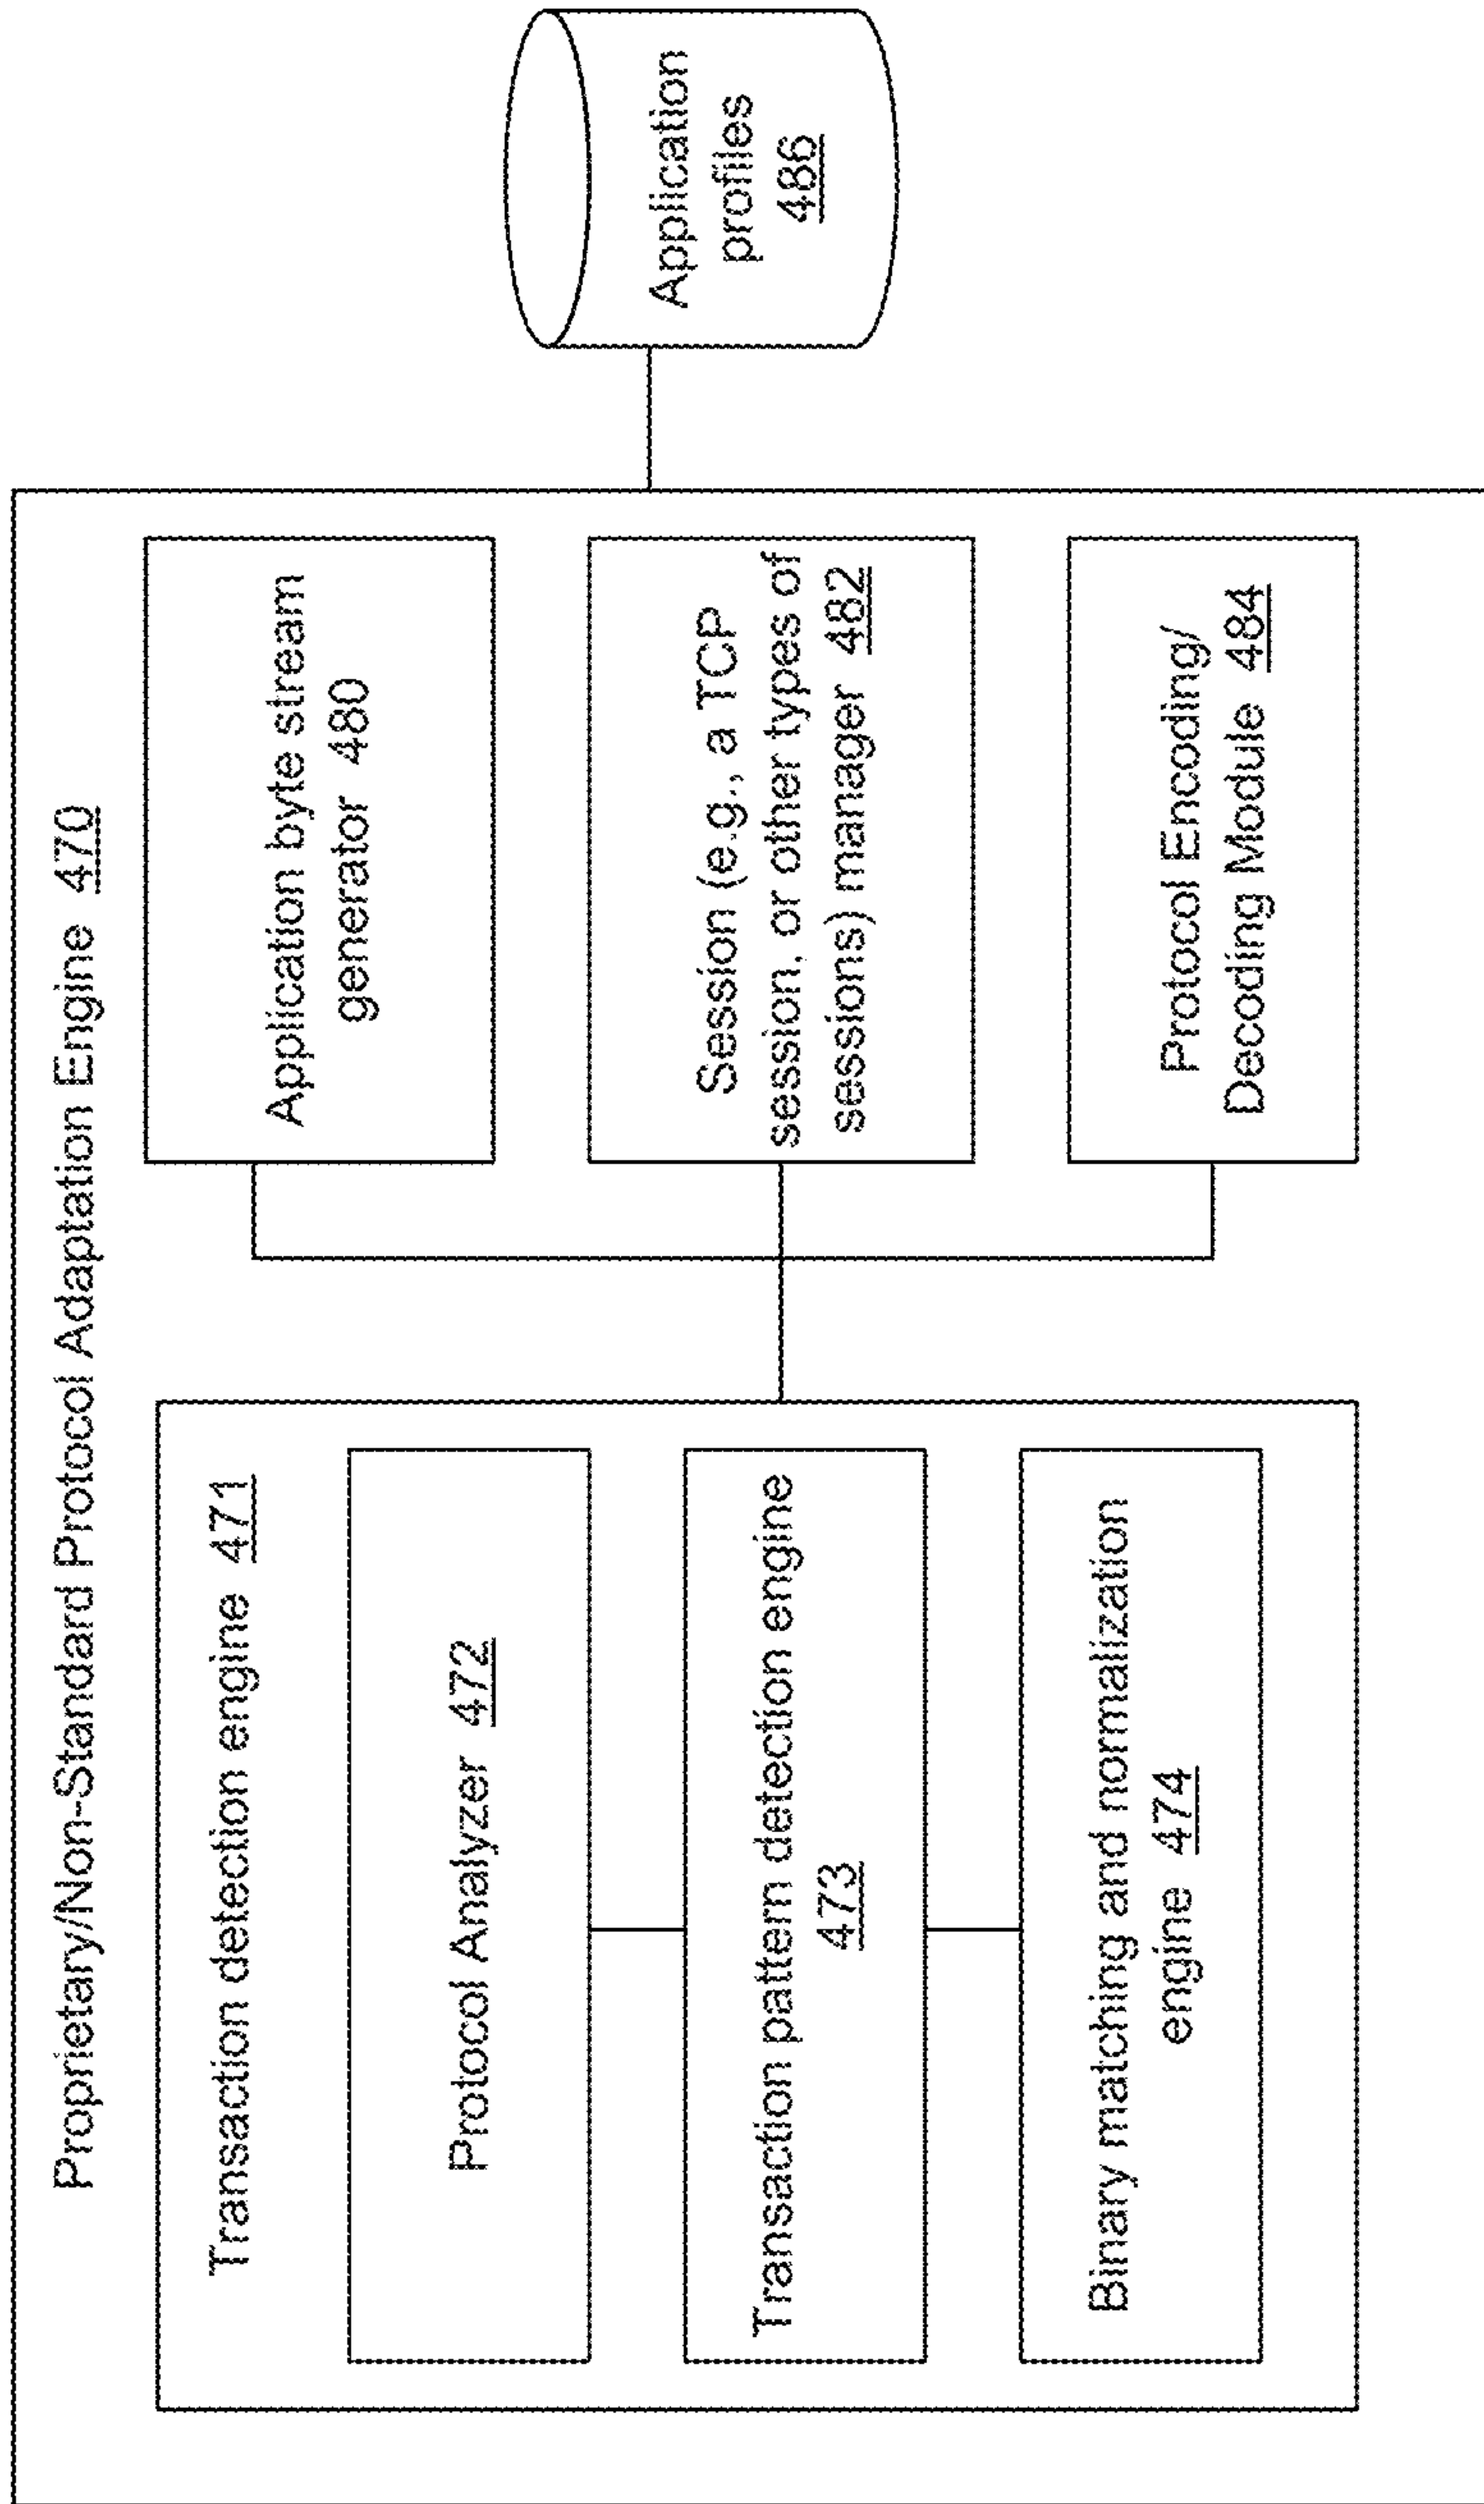 Proprietary/Non-Standard Protocol Adaptation Engine 470
Transaction detection engine 471
Protocol Analyzer 472
Transaction pattern detection engine
473
Binary matching and normalization
engine 474
Application byte stream
generator 480
Session (e.g., a TCP
session, or other types of
sessions) manager 482
Protocol Encoding/
Decoding Module 484
Application
profiles
486